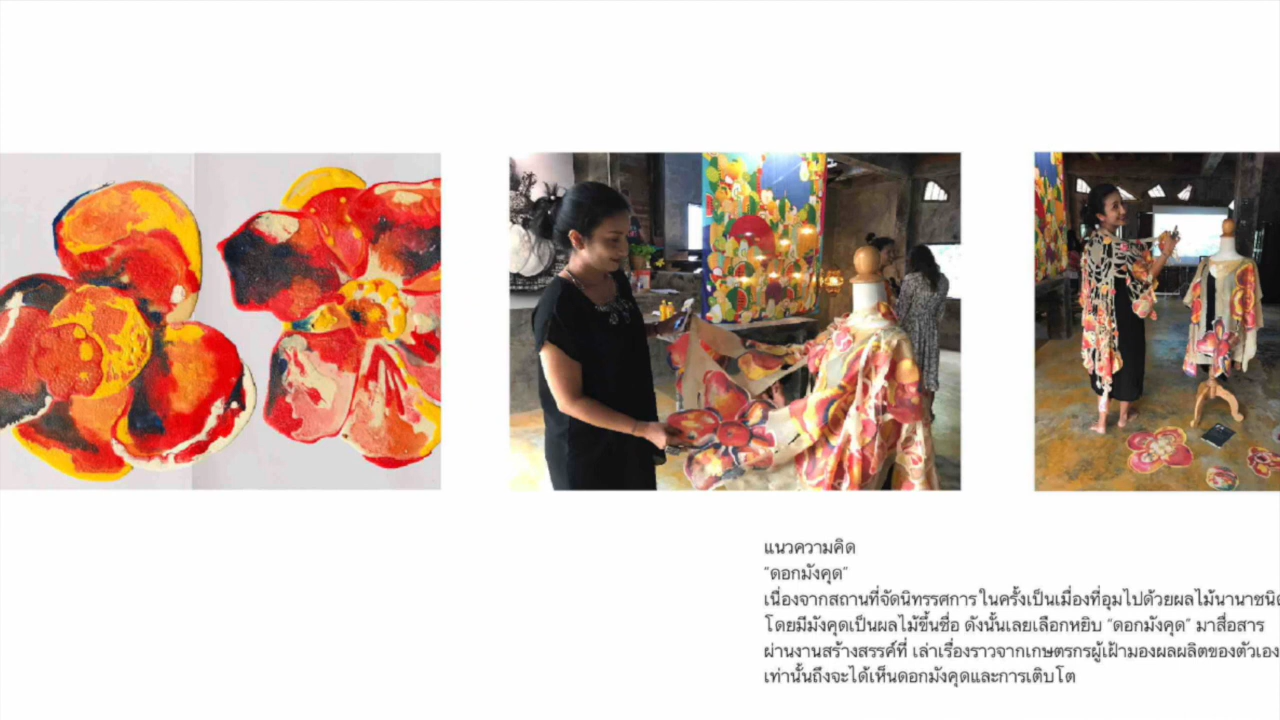 แนวความคิด
“ดอกมังคุด”
เนื่องจากสถานที่จัดนิทรรศการ ในครั้งเป็นเมื่องที่อุมไปด้วยผลไม้นานาชนิด
โดยมีมังคุดเป็นผลไม้ขึ้นชื่อ ดังนั้นเลยเลือกหยิบ “ดอกมังคุด” มาสื่อสาร
ผ่านงานสร้างสรรค์ที่ เล่าเรื่องราวจากเกษตรกรผู้เฝ้ามองผลผลิตของตัวเอง
เท่านั้นถึงจะได้เห็นดอกมังคุดและการเติบโต